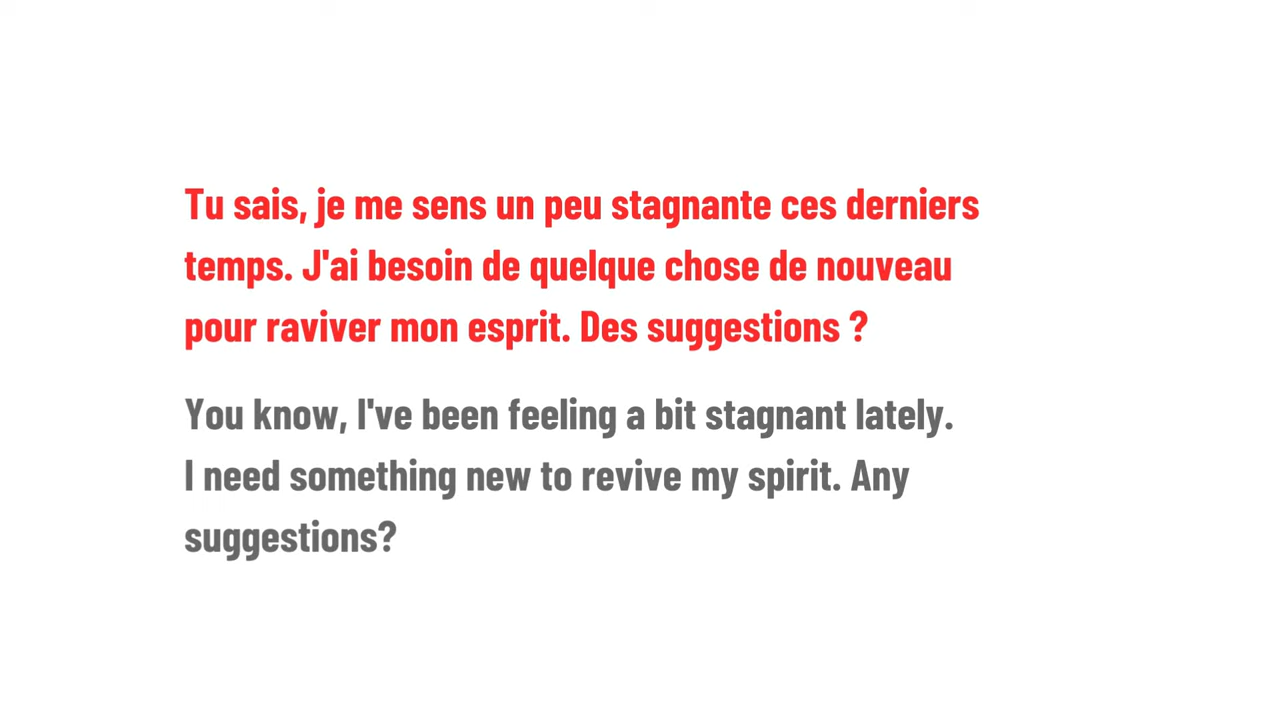 Tu sais, je me sens un peu stagnante ces derniers
temps. J'ai besoin de quelque chose de nouveau
pour raviver mon esprit. Des suggestions ?
You know, I've been feeling a bit stagnant lately.
I need something new to revive my spirit. Any
suggestions?